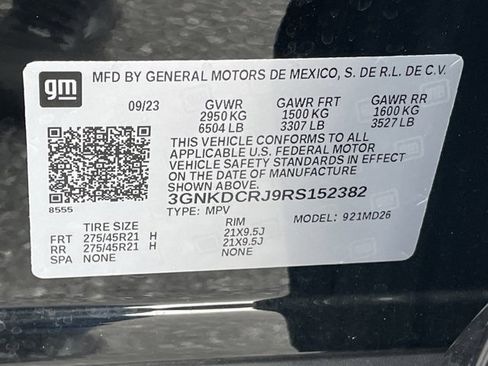 gm
MFD BY GENERAL MOTORS DE MEXICO, S. DE R.L. DE C.V.
09/23 GVWR GAWR FRT GAWR RR
2950 KG 1500 KG 1600 KG
6504 LB 3307 LB 3527 LB
THIS VEHICLE CONFORMS TO ALL
APPLICABLE U.S. FEDERAL MOTOR
VEHICLE SAFETY STANDARDS IN EFFECT
ON THE DATE OF MANUFACTURE
SHOWN ABOVE.
3GNKDCRJ9RS152382
8555 TYPE: MPV MODEL: 921MD26
TIRE SIZE RIM
FRT 275/45R21 H 21X9.5J
RR 275/45R21 H 21X9.5J
SPA NONE NONE